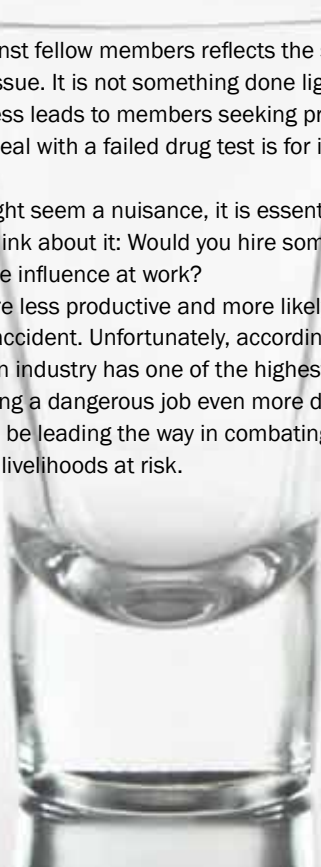 nst fellow members reflects the
ssue. It is not something done lig
ess leads to members seeking pr
eal with a failed drug test is for i
ght seem a nuisance, it is essent
ink about it: Would you hire som
e influence at work?
re less productive and more likel
accident. Unfortunately, accordin
n industry has one of the highes
ng a dangerous job even more d
be leading the way in combating
livelihoods at risk.